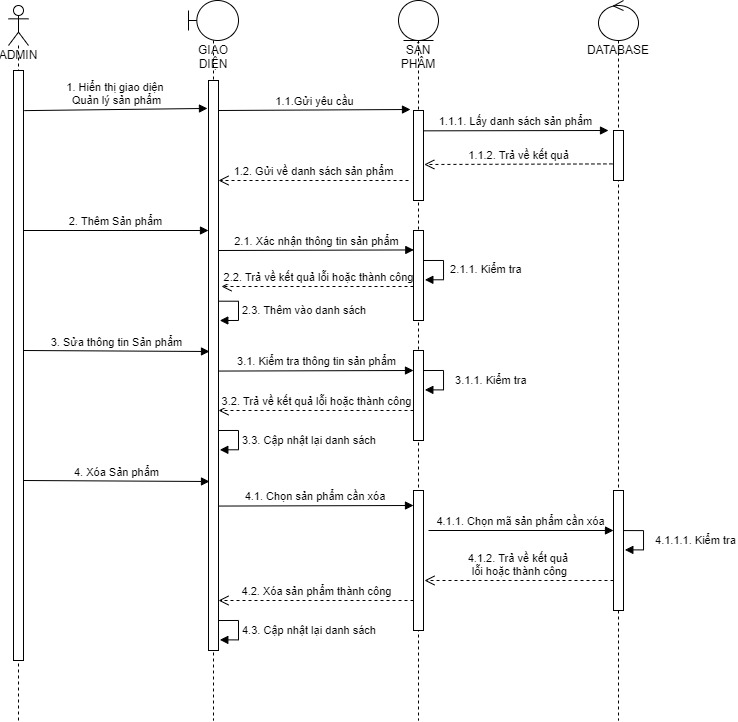 ADMIN
GIAO
DIỆN
SẢN
PHẨM
DATABASE
1. Hiển thị giao diện
Quản lý sản phẩm
1.1.Gửi yêu cầu
1.1.1. Lấy danh sách sản phẩm
1.1.2. Trả về kết quả
1.2. Gửi về danh sách sản phẩm
2. Thêm Sản phẩm
2.1. Xác nhận thông tin sản phẩm
2.1.1. Kiểm tra
2.2. Trả về kết quả lỗi hoặc thành công
2.3. Thêm vào danh sách
3. Sửa thông tin Sản phẩm
3.1. Kiểm tra thông tin sản phẩm
3.1.1. Kiểm tra
3.2. Trả về kết quả lỗi hoặc thành công
3.3. Cập nhật lại danh sách
4. Xóa Sản phẩm
4.1. Chọn sản phẩm cần xóa
4.1.1. Chọn mã sản phẩm cần xóa
4.1.1.1. Kiểm tra
4.1.2. Trả về kết quả
lỗi hoặc thành công
4.2. Xóa sản phẩm thành công
4.3. Cập nhật lại danh sách